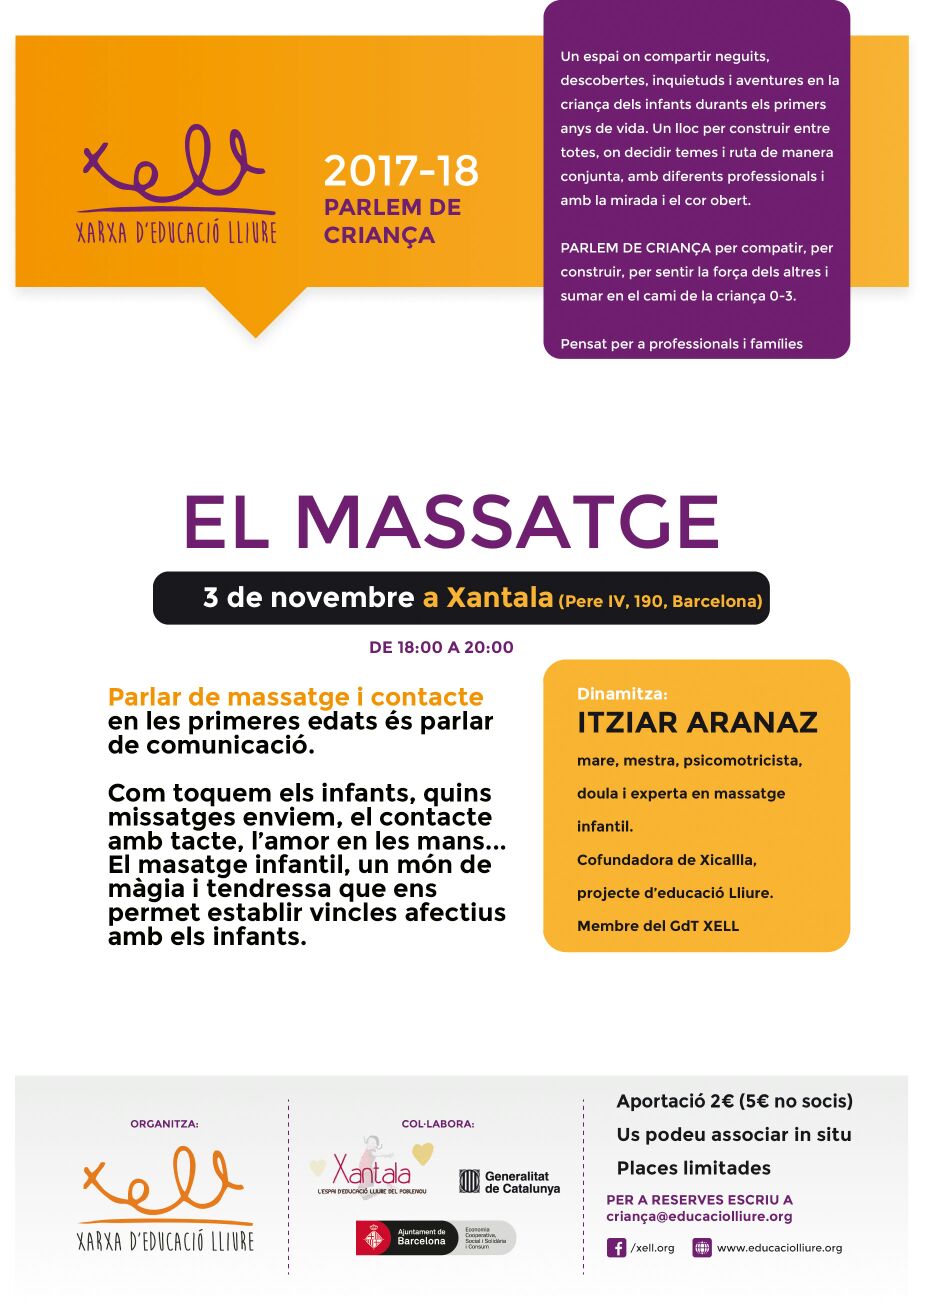 xell
XARXA D'EDUCACIÓ LLIURE
2017-18
PARLEM DE
CRIANÇA
Un espai on compartir neguits,
descobertes, inquietuds i aventures en la
criança dels infants durants els primers
anys de vida. Un lloc per construir entre
totes, on decidir temes i ruta de manera
conjunta, amb diferents professionals i
amb la mirada i el cor obert.
PARLEM DE CRIANÇA per compatir, per
construir, per sentir la força dels altres i
sumar en el cami de la criança 0-3.
Pensat per a professionals i famílies
EL MASSATGE
3 de novembre a Xantala (Pere IV, 190, Barcelona)
DE 18:00 A 20:00
Parlar de massatge i contacte
en les primeres edats és parlar
de comunicació.
Com toquem els infants, quins
missatges enviem, el contacte
amb tacte, l'amor en les mans...
El masatge infantil, un món de
màgia i tendressa que ens
permet establir vincles afectius
amb els infants.
Dinamitza:
ITZIAR ARANAZ
mare, mestra, psicomotricista,
doula i experta en massatge
infantil.
Cofundadora de Xicallla,
projecte d'educació Lliure.
Membre del GdT XELL
ORGANITZA:
xell
XARXA D'EDUCACIÓ LLIURE
COL·LABORA:
Xantala
L'ESPAI D'EDUCACIÓ LLIURE DEL POBLENOU
Generalitat
de Catalunya
Ajuntament de
Barcelona
Economia
Cooperativa,
Social i Solidària
i Consum
Aportació 2€ (5€ no socis)
Us podeu associar in situ
Places limitades
PER A RESERVES ESCRIU A
criança@educaciolliure.org
/xell.org
www.educaciolliure.org